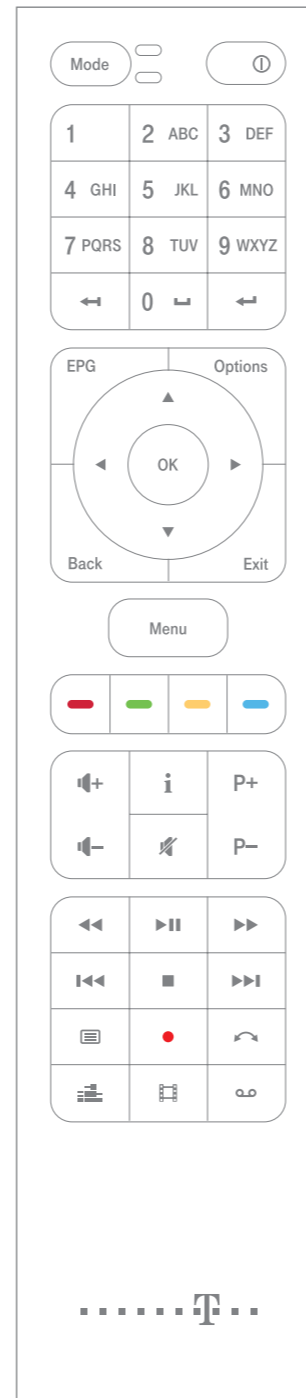 Mode
1 2 ABC 3 DEF
4 GHI 5 JKL 6 MNO
7 PQRS 8 TUV 9 WXYZ
0
EPG Options
OK
Back Exit
Menu
+ i P+
– P–
T